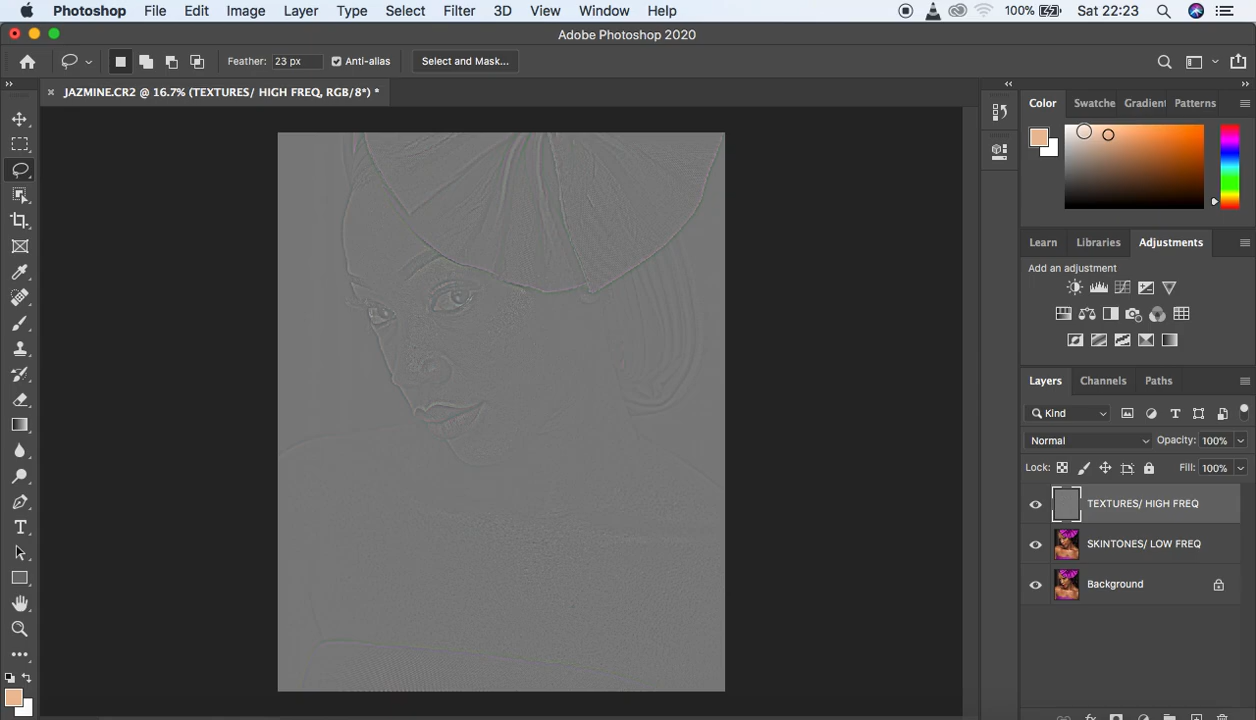 Photoshop File Edit Image Layer Type Select Filter 3D View Window Help 100% Sat 22:23
Adobe Photoshop 2020
Feather: 23 px Anti-alias Select and Mask...
JAZMINE.CR2 @ 16.7% (TEXTURES/ HIGH FREQ, RGB/8*) *
Color Swatche Gradient Patterns
Learn Libraries Adjustments
Add an adjustment
Layers Channels Paths
Kind
Normal Opacity: 100%
Lock: Fill: 100%
TEXTURES/ HIGH FREQ
SKINTONES/ LOW FREQ
Background